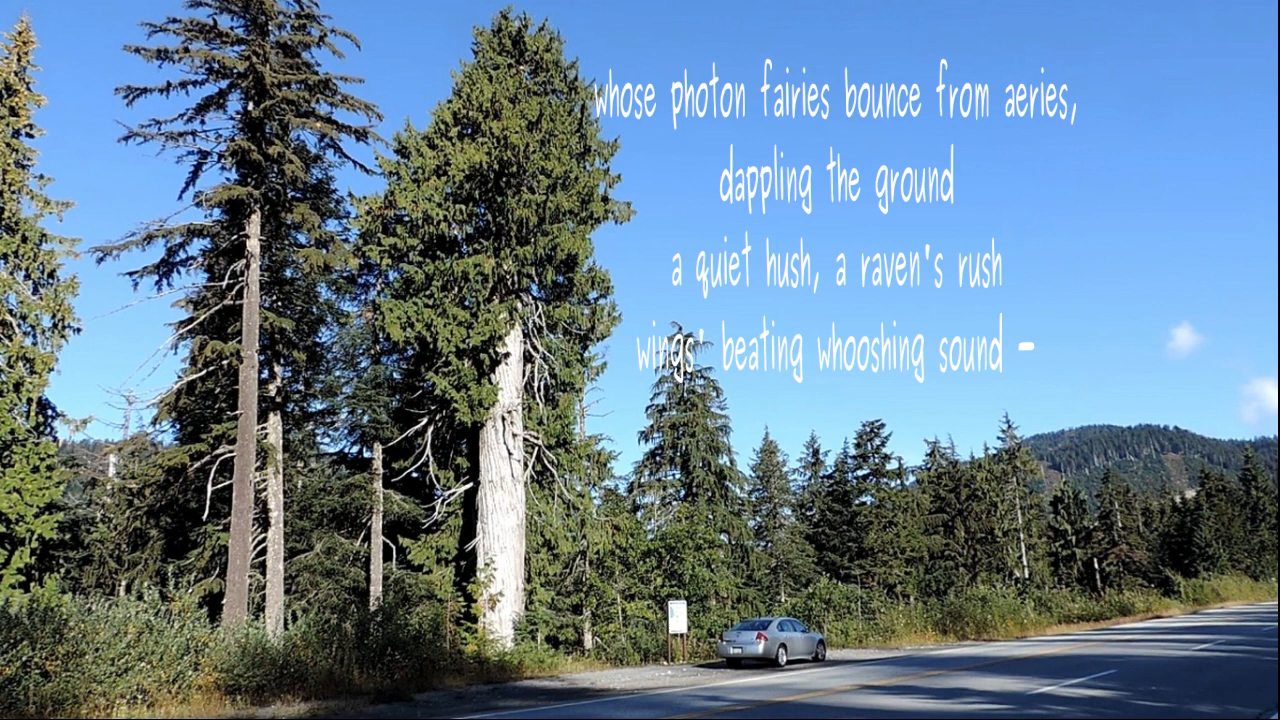 whose photon fairies bounce from aeries,
dappling the ground
a quiet hush, a raven's rush
wings' beating whooshing sound -